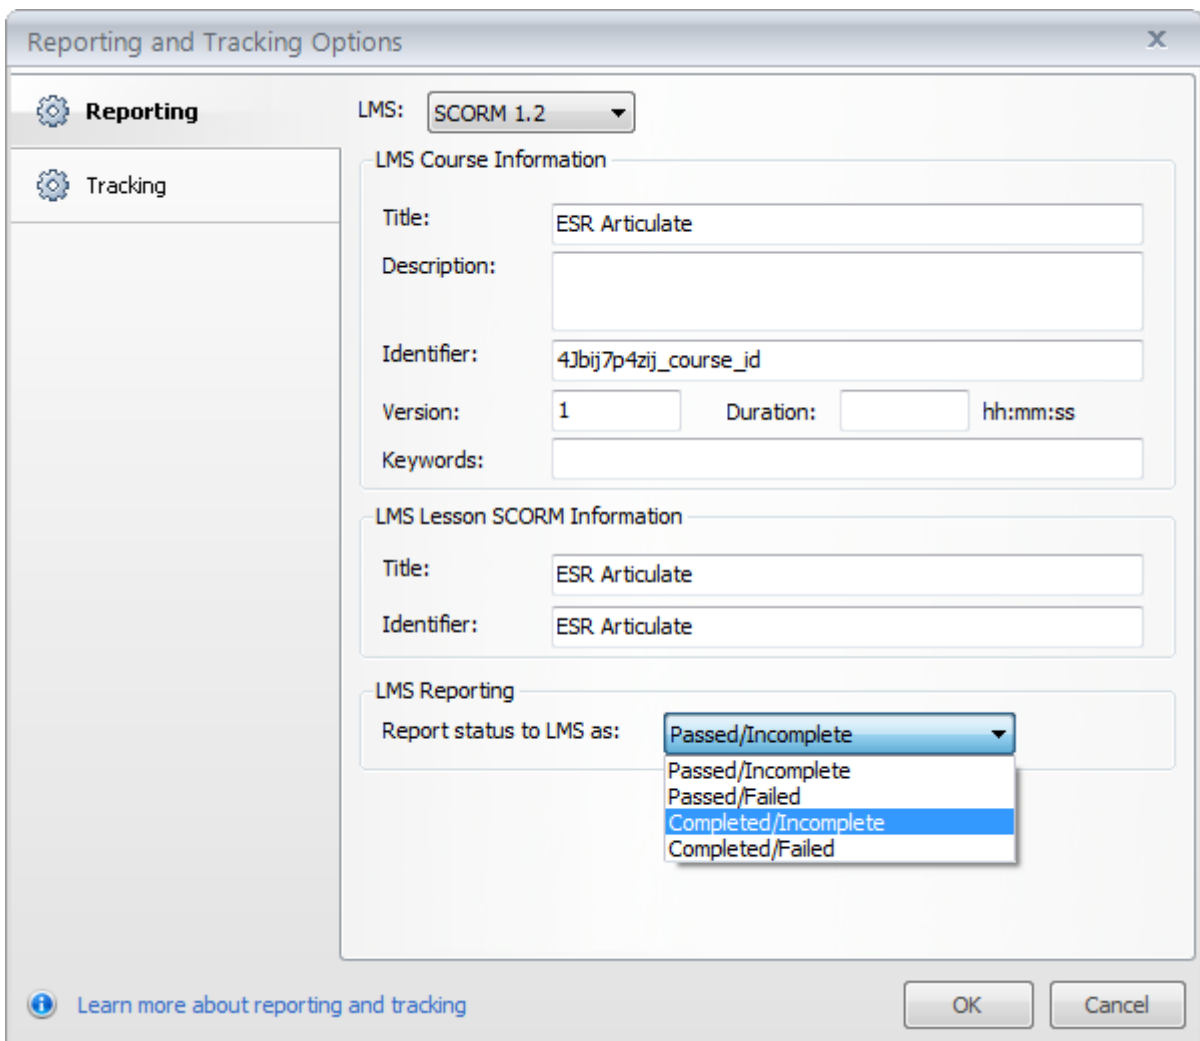 Reporting and Tracking Options
Reporting
Tracking
LMS: SCORM 1.2
LMS Course Information
Title: ESR Articulate
Description:
Identifier: 4Jbij7p4zij_course_id
Version: 1 Duration: hh:mm:ss
Keywords:
LMS Lesson SCORM Information
Title: ESR Articulate
Identifier: ESR Articulate
LMS Reporting
Report status to LMS as: Passed/Incomplete
Passed/Incomplete
Passed/Failed
Completed/Incomplete
Completed/Failed
Learn more about reporting and tracking
OK Cancel